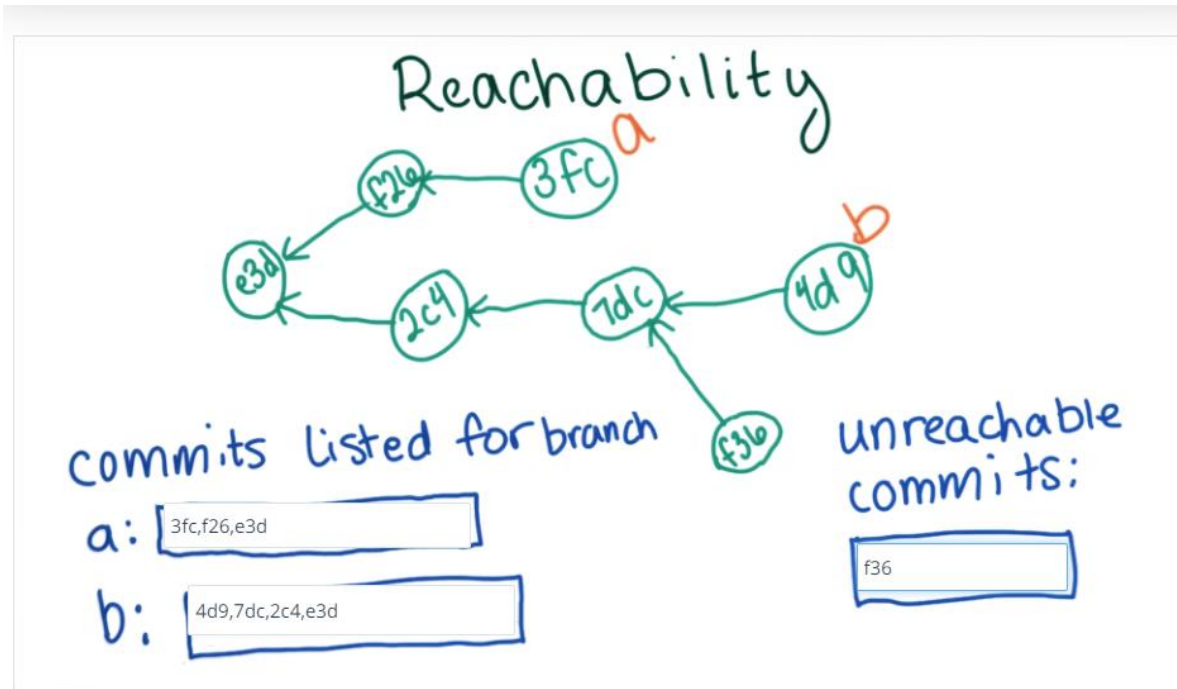 Reachability
a
f26
3fc
b
e3d
2c4
7dc
4d9
f36
commits listed for branch
a: 3fc,f26,e3d
b: 4d9,7dc,2c4,e3d
unreachable
commits:
f36